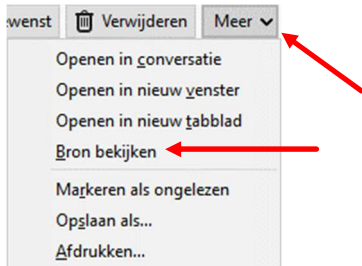 ewenst Verwijderen Meer
Openen in conversatie
Openen in nieuw venster
Openen in nieuw tabblad
Bron bekijken
Markeren als ongelezen
Opslaan als...
Afdrukken...